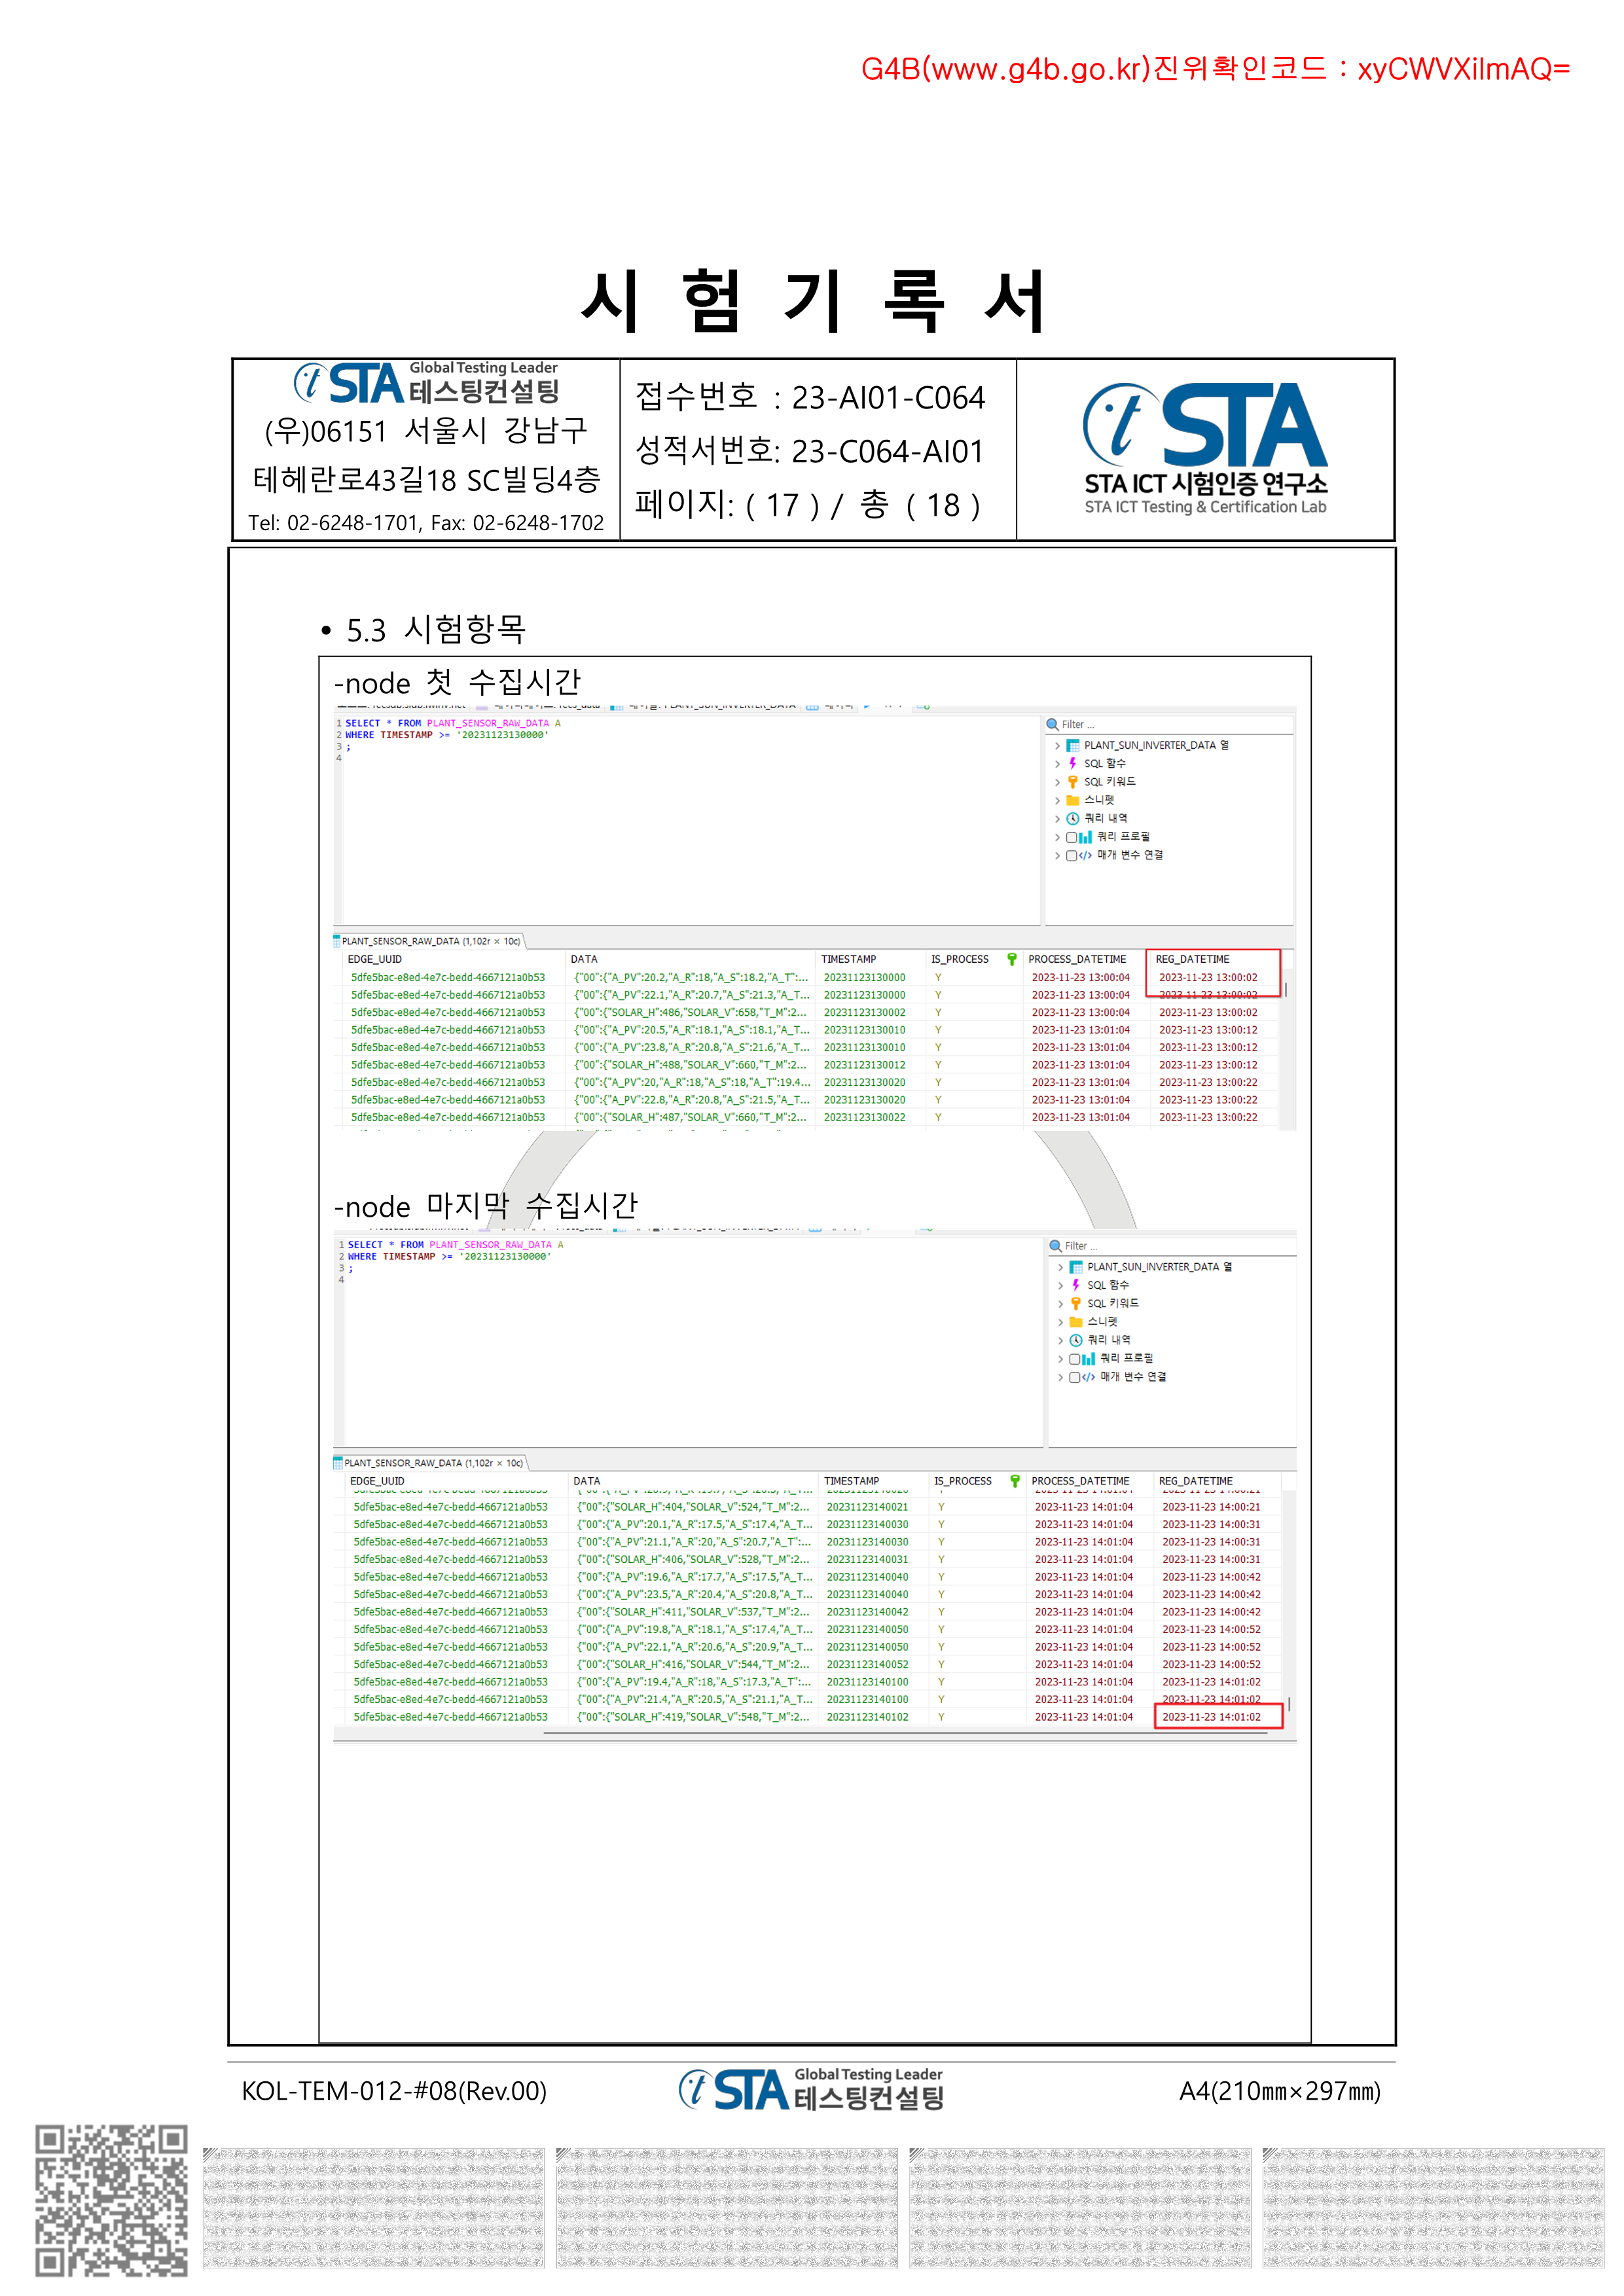 G4B(www.g4b.go.kr)진위확인코드 : xyCWVXilmAQ=
시 험 기 록 서
STA Global Testing Leader 테스팅컨설팅
(우)06151 서울시 강남구
테헤란로43길18 SC빌딩4층
Tel: 02-6248-1701, Fax: 02-6248-1702
접수번호 : 23-AI01-C064
성적서번호: 23-C064-AI01
페이지: ( 17 ) / 총 ( 18 )
STA
STA ICT 시험인증 연구소
STA ICT Testing & Certification Lab
• 5.3 시험항목
-node 첫 수집시간
1 SELECT * FROM PLANT_SENSOR_RAW_DATA A
2 WHERE TIMESTAMP >= '20231123130000'
3 ;
4
Filter ...
PLANT_SUN_INVERTER_DATA 열
SQL 함수
SQL 키워드
스니펫
쿼리 내역
쿼리 프로필
매개 변수 연결
PLANT_SENSOR_RAW_DATA (1,102r × 10c)
EDGE_UUID DATA TIMESTAMP IS_PROCESS PROCESS_DATETIME REG_DATETIME
5dfe5bac-e8ed-4e7c-bedd-4667121a0b53 {"00":{"A_PV":20.2,"A_R":18,"A_S":18.2,"A_T":... 20231123130000 Y 2023-11-23 13:00:04 2023-11-23 13:00:02
5dfe5bac-e8ed-4e7c-bedd-4667121a0b53 {"00":{"A_PV":22.1,"A_R":20.7,"A_S":21.3,"A_T... 20231123130000 Y 2023-11-23 13:00:04 2023-11-23 13:00:02
5dfe5bac-e8ed-4e7c-bedd-4667121a0b53 {"00":{"SOLAR_H":486,"SOLAR_V":658,"T_M":2... 20231123130002 Y 2023-11-23 13:00:04 2023-11-23 13:00:02
5dfe5bac-e8ed-4e7c-bedd-4667121a0b53 {"00":{"A_PV":20.5,"A_R":18.1,"A_S":18.1,"A_T... 20231123130010 Y 2023-11-23 13:01:04 2023-11-23 13:00:12
5dfe5bac-e8ed-4e7c-bedd-4667121a0b53 {"00":{"A_PV":23.8,"A_R":20.8,"A_S":21.6,"A_T... 20231123130010 Y 2023-11-23 13:01:04 2023-11-23 13:00:12
5dfe5bac-e8ed-4e7c-bedd-4667121a0b53 {"00":{"SOLAR_H":488,"SOLAR_V":660,"T_M":2... 20231123130012 Y 2023-11-23 13:01:04 2023-11-23 13:00:12
5dfe5bac-e8ed-4e7c-bedd-4667121a0b53 {"00":{"A_PV":20,"A_R":18,"A_S":18,"A_T":19.4... 20231123130020 Y 2023-11-23 13:01:04 2023-11-23 13:00:22
5dfe5bac-e8ed-4e7c-bedd-4667121a0b53 {"00":{"A_PV":22.8,"A_R":20.8,"A_S":21.5,"A_T... 20231123130020 Y 2023-11-23 13:01:04 2023-11-23 13:00:22
5dfe5bac-e8ed-4e7c-bedd-4667121a0b53 {"00":{"SOLAR_H":487,"SOLAR_V":660,"T_M":2... 20231123130022 Y 2023-11-23 13:01:04 2023-11-23 13:00:22
-node 마지막 수집시간
1 SELECT * FROM PLANT_SENSOR_RAW_DATA A
2 WHERE TIMESTAMP >= '20231123130000'
3 ;
4
Filter ...
PLANT_SUN_INVERTER_DATA 열
SQL 함수
SQL 키워드
스니펫
쿼리 내역
쿼리 프로필
매개 변수 연결
PLANT_SENSOR_RAW_DATA (1,102r × 10c)
EDGE_UUID DATA TIMESTAMP IS_PROCESS PROCESS_DATETIME REG_DATETIME
5dfe5bac-e8ed-4e7c-bedd-4667121a0b53 {"00":{"SOLAR_H":404,"SOLAR_V":524,"T_M":2... 20231123140021 Y 2023-11-23 14:01:04 2023-11-23 14:00:21
5dfe5bac-e8ed-4e7c-bedd-4667121a0b53 {"00":{"A_PV":20.1,"A_R":17.5,"A_S":17.4,"A_T... 20231123140030 Y 2023-11-23 14:01:04 2023-11-23 14:00:31
5dfe5bac-e8ed-4e7c-bedd-4667121a0b53 {"00":{"A_PV":21.1,"A_R":20,"A_S":20.7,"A_T":... 20231123140030 Y 2023-11-23 14:01:04 2023-11-23 14:00:31
5dfe5bac-e8ed-4e7c-bedd-4667121a0b53 {"00":{"SOLAR_H":406,"SOLAR_V":528,"T_M":2... 20231123140031 Y 2023-11-23 14:01:04 2023-11-23 14:00:31
5dfe5bac-e8ed-4e7c-bedd-4667121a0b53 {"00":{"A_PV":19.6,"A_R":17.7,"A_S":17.5,"A_T... 20231123140040 Y 2023-11-23 14:01:04 2023-11-23 14:00:42
5dfe5bac-e8ed-4e7c-bedd-4667121a0b53 {"00":{"A_PV":23.5,"A_R":20.4,"A_S":20.8,"A_T... 20231123140040 Y 2023-11-23 14:01:04 2023-11-23 14:00:42
5dfe5bac-e8ed-4e7c-bedd-4667121a0b53 {"00":{"SOLAR_H":411,"SOLAR_V":537,"T_M":2... 20231123140042 Y 2023-11-23 14:01:04 2023-11-23 14:00:42
5dfe5bac-e8ed-4e7c-bedd-4667121a0b53 {"00":{"A_PV":19.8,"A_R":18.1,"A_S":17.4,"A_T... 20231123140050 Y 2023-11-23 14:01:04 2023-11-23 14:00:52
5dfe5bac-e8ed-4e7c-bedd-4667121a0b53 {"00":{"A_PV":22.1,"A_R":20.6,"A_S":20.9,"A_T... 20231123140050 Y 2023-11-23 14:01:04 2023-11-23 14:00:52
5dfe5bac-e8ed-4e7c-bedd-4667121a0b53 {"00":{"SOLAR_H":416,"SOLAR_V":544,"T_M":2... 20231123140052 Y 2023-11-23 14:01:04 2023-11-23 14:00:52
5dfe5bac-e8ed-4e7c-bedd-4667121a0b53 {"00":{"A_PV":19.4,"A_R":18,"A_S":17.3,"A_T":... 20231123140100 Y 2023-11-23 14:01:04 2023-11-23 14:01:02
5dfe5bac-e8ed-4e7c-bedd-4667121a0b53 {"00":{"A_PV":21.4,"A_R":20.5,"A_S":21.1,"A_T... 20231123140100 Y 2023-11-23 14:01:04 2023-11-23 14:01:02
5dfe5bac-e8ed-4e7c-bedd-4667121a0b53 {"00":{"SOLAR_H":419,"SOLAR_V":548,"T_M":2... 20231123140102 Y 2023-11-23 14:01:04 2023-11-23 14:01:02
KOL-TEM-012-#08(Rev.00)
STA Global Testing Leader 테스팅컨설팅
A4(210㎜×297㎜)